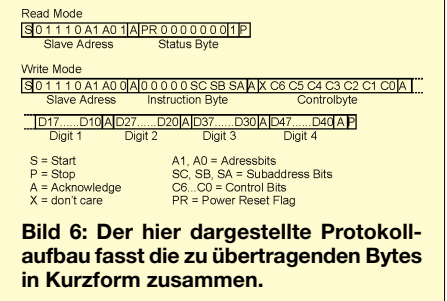 Read Mode
S 0 1 1 1 0 A1 A0 1 A PR 0 0 0 0 0 0 0 1 P
Slave Adress Status Byte
Write Mode
S 0 1 1 1 0 A1 A0 0 A 0 0 0 0 0 SC SB SA A X C6 C5 C4 C3 C2 C1 C0 A
Slave Adress Instruction Byte Controlbyte
D17......D10 A D27......D20 A D37......D30 A D47......D40 A P
Digit 1 Digit 2 Digit 3 Digit 4
S = Start A1, A0 = Adressbits
P = Stop SC, SB, SA = Subaddress Bits
A = Acknowledge C6...C0 = Control Bits
X = don't care PR = Power Reset Flag
Bild 6: Der hier dargestellte Protokoll-
aufbau fasst die zu übertragenden Bytes
in Kurzform zusammen.